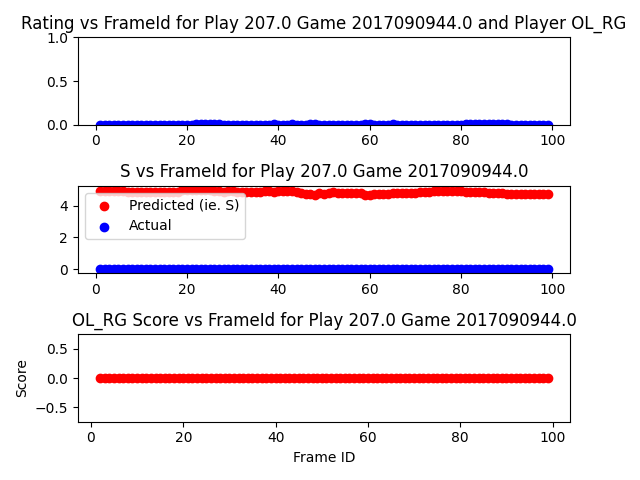 Rating vs FrameId for Play 207.0 Game 2017090944.0 and Player OL_RG
1.0
0.5
0.0
0 20 40 60 80 100
S vs FrameId for Play 207.0 Game 2017090944.0
4
2
0
Predicted (ie. S)
Actual
0 20 40 60 80 100
OL_RG Score vs FrameId for Play 207.0 Game 2017090944.0
Score
0.5
0.0
−0.5
0 20 40 60 80 100
Frame ID